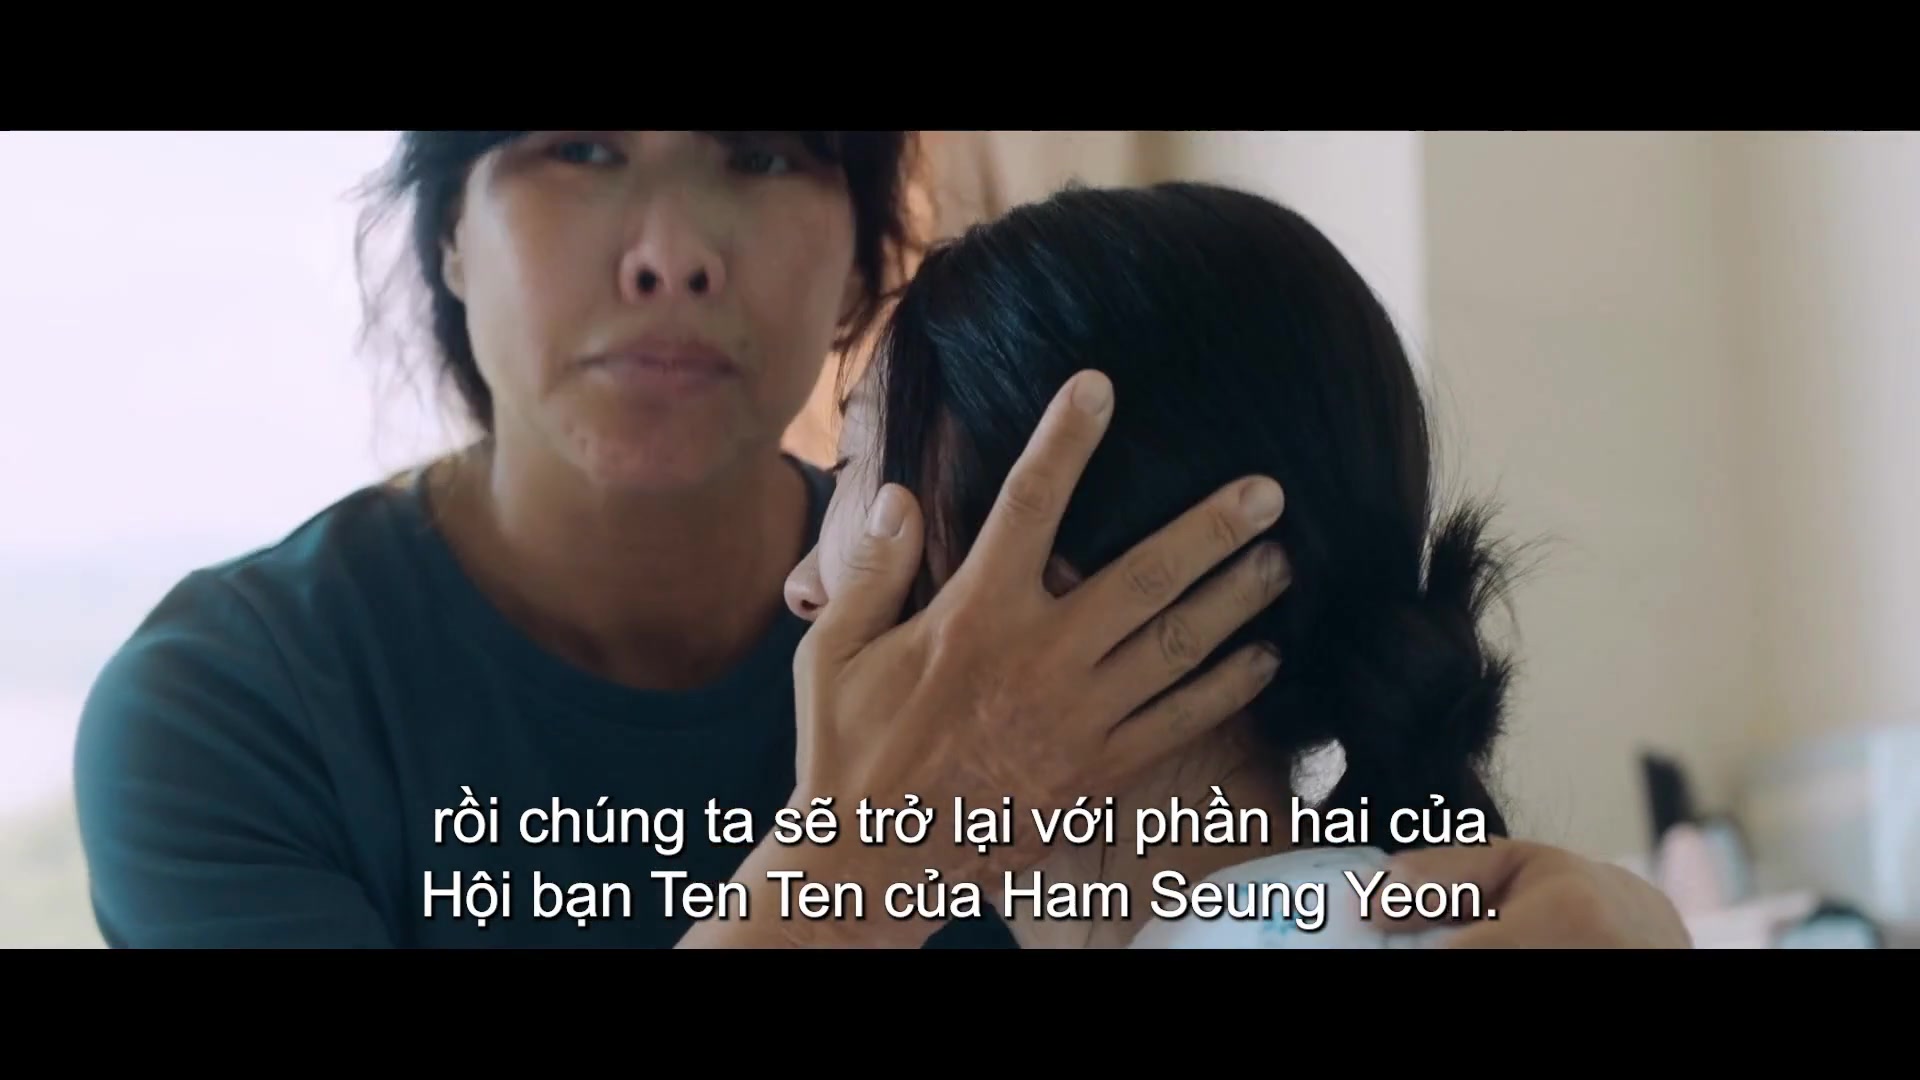 rồi chúng ta sẽ trở lại với phần hai của
Hội bạn Ten Ten của Ham Seung Yeon.